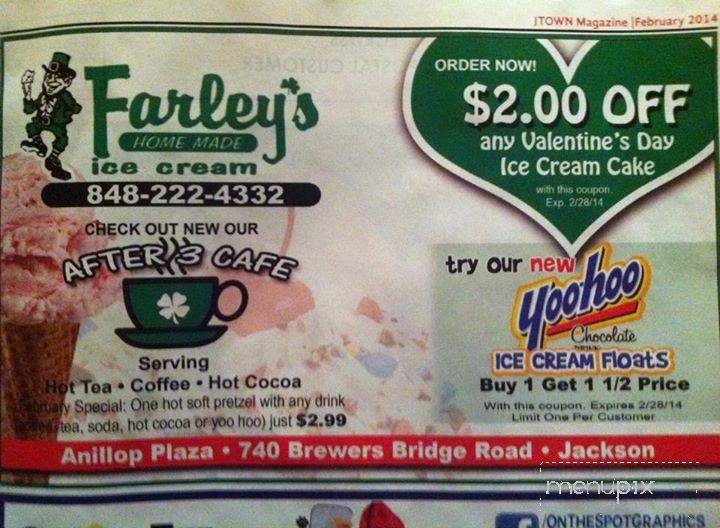 JTOWN Magazine |February 2014
Farley's
HOME MADE
ice cream
848-222-4332
CHECK OUT NEW OUR
AFTER 3 CAFE
Serving
Hot Tea • Coffee • Hot Cocoa
February Special: One hot soft pretzel with any drink
tea, soda, hot cocoa or yoo hoo) just $2.99
ORDER NOW!
$2.00 OFF
any Valentine's Day
Ice Cream Cake
with this coupon.
Exp. 2/28/14
try our new
Yoohoo
Chocolate
ICE CREAM FLOATS
Buy 1 Get 1 1/2 Price
With this coupon. Expires 2/28/14
Limit One Per Customer
Anillop Plaza • 740 Brewers Bridge Road • Jackson
menupix
/ONTHESPOTGRAPHICS